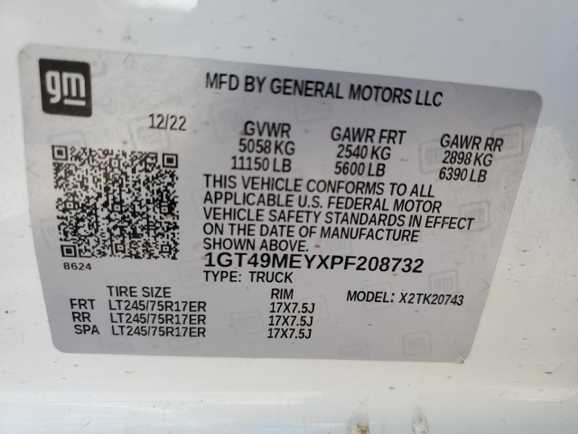 gm
MFD BY GENERAL MOTORS LLC
12/22 GVWR GAWR FRT GAWR RR
5058 KG 2540 KG 2898 KG
11150 LB 5600 LB 6390 LB
THIS VEHICLE CONFORMS TO ALL
APPLICABLE U.S. FEDERAL MOTOR
VEHICLE SAFETY STANDARDS IN EFFECT
ON THE DATE OF MANUFACTURE
SHOWN ABOVE.
8624
1GT49MEYXPF208732
TYPE: TRUCK
TIRE SIZE RIM MODEL: X2TK20743
FRT LT245/75R17ER 17X7.5J
RR LT245/75R17ER 17X7.5J
SPA LT245/75R17ER 17X7.5J